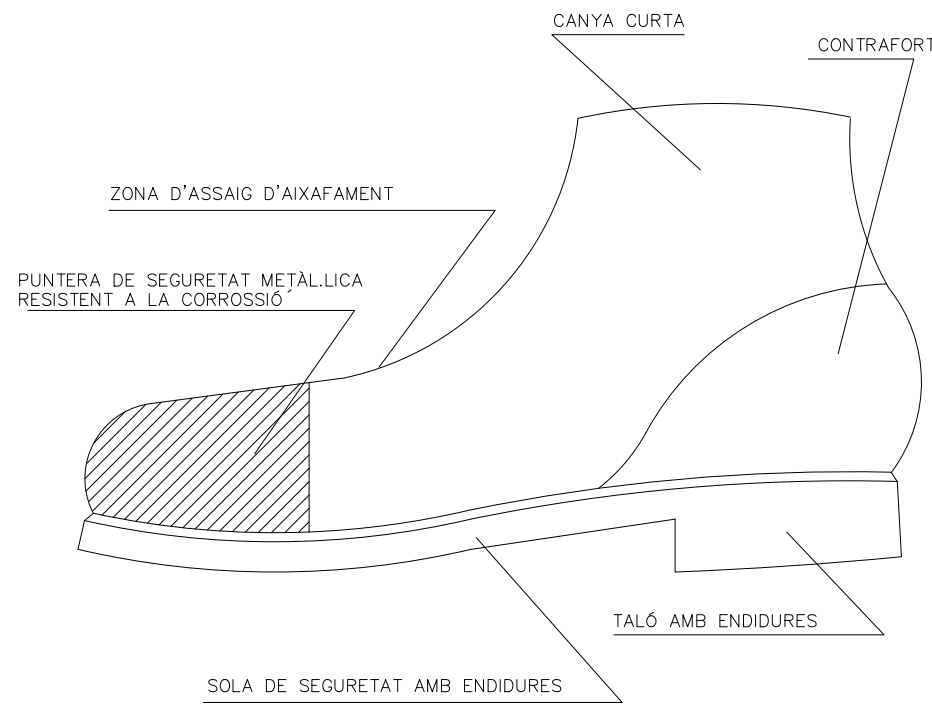 CANYA CURTA
CONTRAFORT
ZONA D'ASSAIG D'AIXAFAMENT
PUNTERA DE SEGURETAT METÀL.LICA
RESISTENT A LA CORROSSIÓ´
TALÓ AMB ENDIDURES
SOLA DE SEGURETAT AMB ENDIDURES